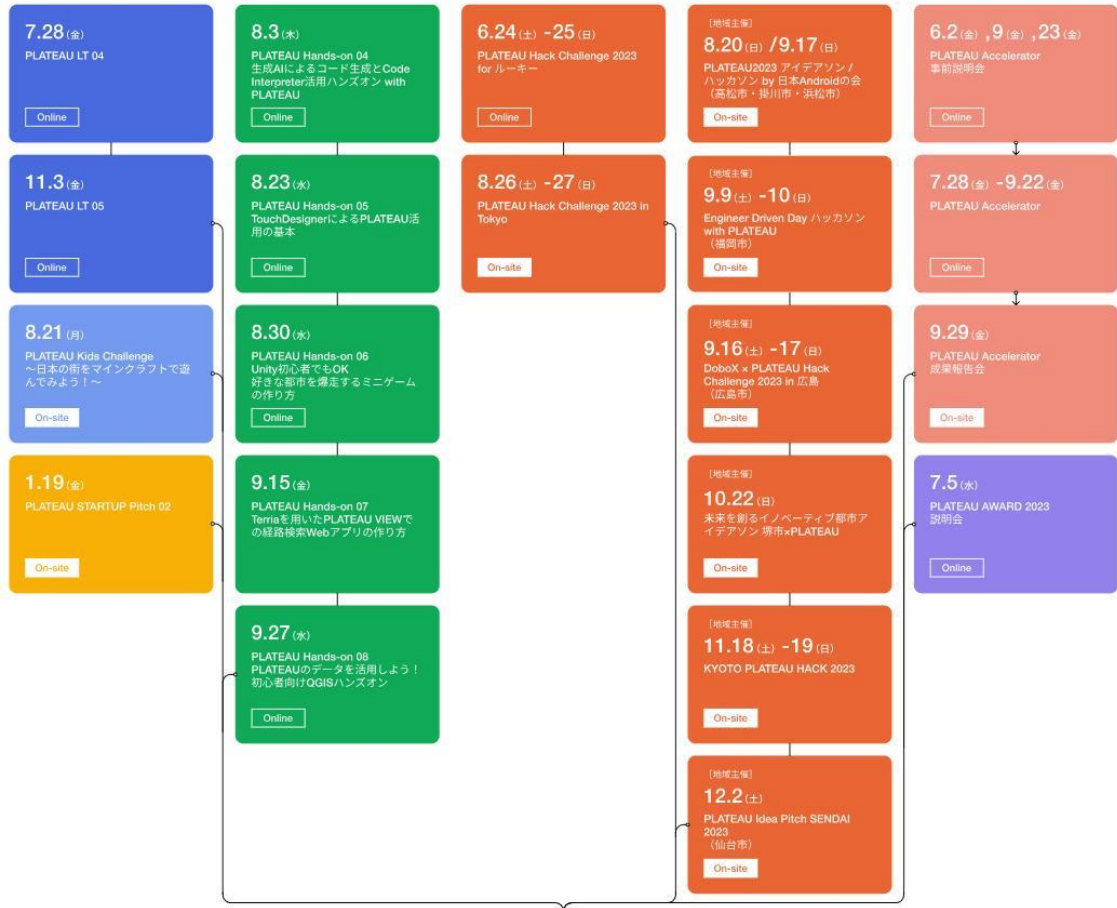 7.28(金)
PLATEAU LT 04
Online
11.3(金)
PLATEAU LT 05
Online
8.21(月)
PLATEAU Kids Challenge
〜日本の街をマインクラフトで遊
んでみよう！〜
On-site
1.19(金)
PLATEAU STARTUP Pitch 02
On-site
8.3(木)
PLATEAU Hands-on 04
生成AIによるコード生成とCode
Interpreter活用ハンズオン with
PLATEAU
Online
8.23(水)
PLATEAU Hands-on 05
TouchDesignerによるPLATEAU活
用の基本
Online
8.30(水)
PLATEAU Hands-on 06
Unity初心者でもOK
好きな都市を爆走するミニゲーム
の作り方
Online
9.15(金)
PLATEAU Hands-on 07
Terriaを用いたPLATEAU VIEWで
の経路検索Webアプリの作り方
9.27(水)
PLATEAU Hands-on 08
PLATEAUのデータを活用しよう！
初心者向けQGISハンズオン
Online
6.24(土) -25(日)
PLATEAU Hack Challenge 2023
for ルーキー
Online
8.26(土) -27(日)
PLATEAU Hack Challenge 2023 in
Tokyo
On-site
［地域主催］
8.20(日) /9.17(日)
PLATEAU2023 アイデアソン /
ハッカソン by 日本Androidの会
（高松市・掛川市・浜松市）
On-site
9.9(土) -10(日)
Engineer Driven Day ハッカソン
with PLATEAU
（福岡市）
On-site
［地域主催］
9.16(土) -17(日)
DoboX × PLATEAU Hack
Challenge 2023 in 広島
（広島市）
On-site
［地域主催］
10.22(日)
未来を創るイノベーティブ都市ア
イデアソン 堺市×PLATEAU
On-site
［地域主催］
11.18(土) -19(日)
KYOTO PLATEAU HACK 2023
On-site
［地域主催］
12.2(土)
PLATEAU Idea Pitch SENDAI
2023
（仙台市）
On-site
6.2(金) ,9(金) ,23(金)
PLATEAU Accelerator
事前説明会
Online
7.28(金) -9.22(金)
PLATEAU Accelerator
Online
9.29(金)
PLATEAU Accelerator
成果報告会
On-site
7.5(水)
PLATEAU AWARD 2023
説明会
Online